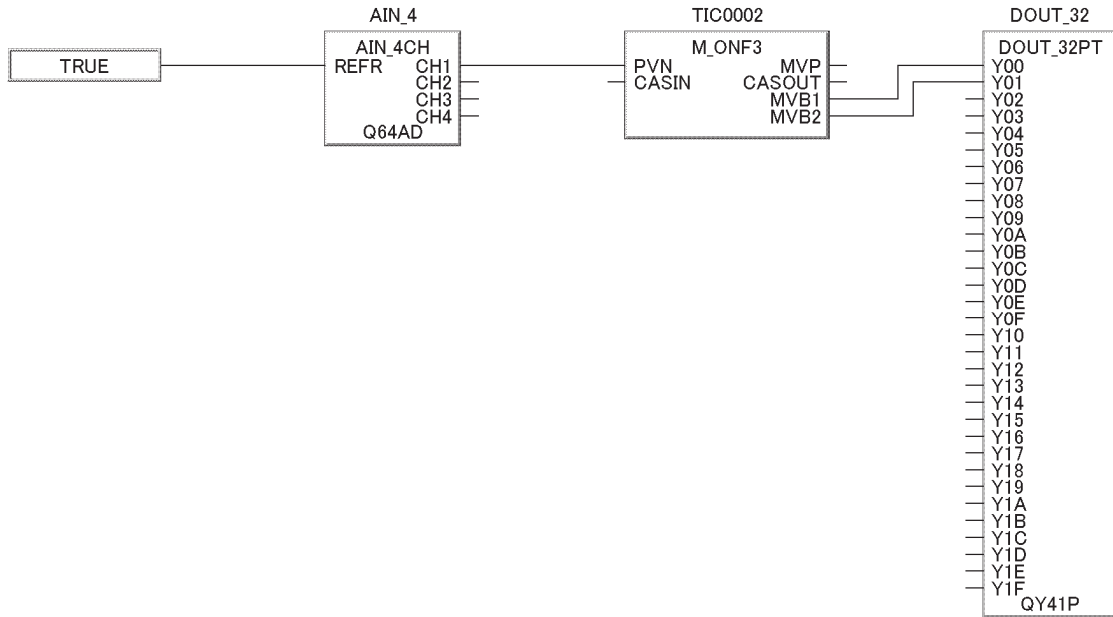 AIN_4
TIC0002
DOUT_32
TRUE
AIN_4CH
REFR CH1
CH2
CH3
CH4
Q64AD
M_ONF3
PVN MVP
CASIN CASOUT
MVB1
MVB2
DOUT_32PT
Y00
Y01
Y02
Y03
Y04
Y05
Y06
Y07
Y08
Y09
Y0A
Y0B
Y0C
Y0D
Y0E
Y0F
Y10
Y11
Y12
Y13
Y14
Y15
Y16
Y17
Y18
Y19
Y1A
Y1B
Y1C
Y1D
Y1E
Y1F
QY41P